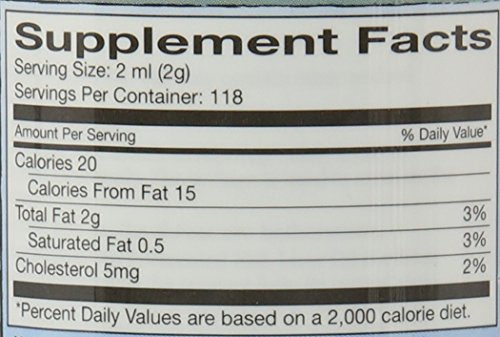 Supplement Facts
Serving Size: 2 ml (2g)
Servings Per Container: 118
Amount Per Serving % Daily Value*
Calories 20
Calories From Fat 15
Total Fat 2g 3%
Saturated Fat 0.5 3%
Cholesterol 5mg 2%
*Percent Daily Values are based on a 2,000 calorie diet.